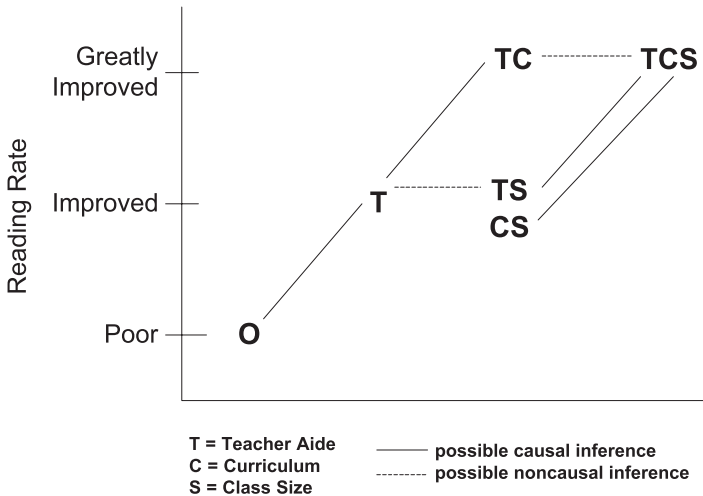 Greatly
Improved
TC
TCS
Reading Rate
Improved
T
TS
CS
Poor
O
T = Teacher Aide
C = Curriculum
S = Class Size
possible causal inference
possible noncausal inference